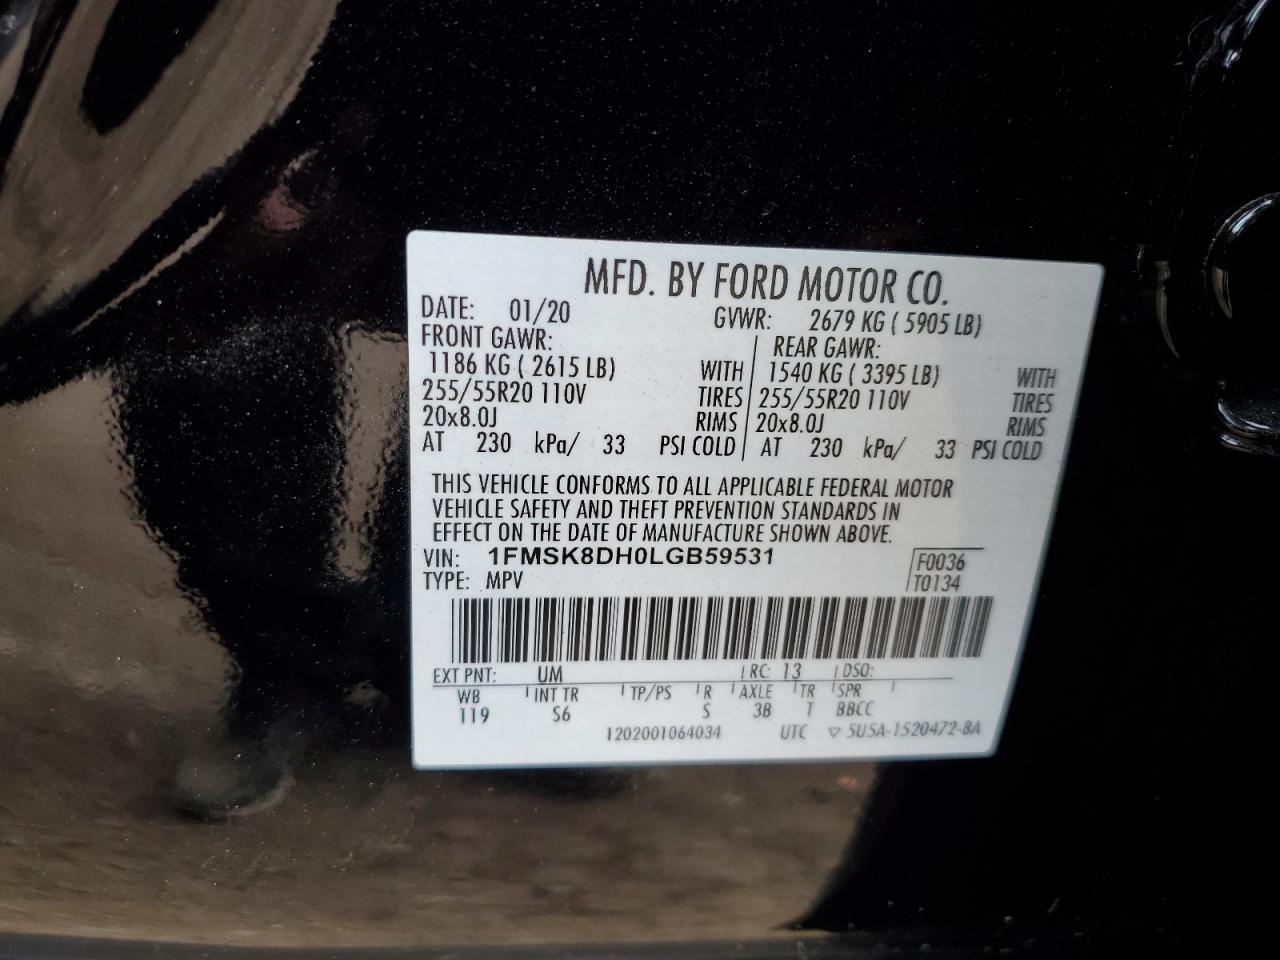 MFD. BY FORD MOTOR CO.
DATE: 01/20 GVWR: 2679 KG ( 5905 LB)
FRONT GAWR: REAR GAWR:
1186 KG ( 2615 LB) WITH 1540 KG ( 3395 LB) WITH
255/55R20 110V TIRES 255/55R20 110V TIRES
20x8.0J RIMS 20x8.0J RIMS
AT 230 kPa/ 33 PSI COLD AT 230 kPa/ 33 PSI COLD
THIS VEHICLE CONFORMS TO ALL APPLICABLE FEDERAL MOTOR
VEHICLE SAFETY AND THEFT PREVENTION STANDARDS IN
EFFECT ON THE DATE OF MANUFACTURE SHOWN ABOVE.
VIN: 1FMSK8DH0LGB59531 F0036
TYPE: MPV T0134
EXT PNT: UM RC: 13 DSO:
WB INT TR TP/PS R AXLE TR SPR
119 S6 S 3B T BBCC
1202001064034 UTC ▽ 5U5A-1520472-BA